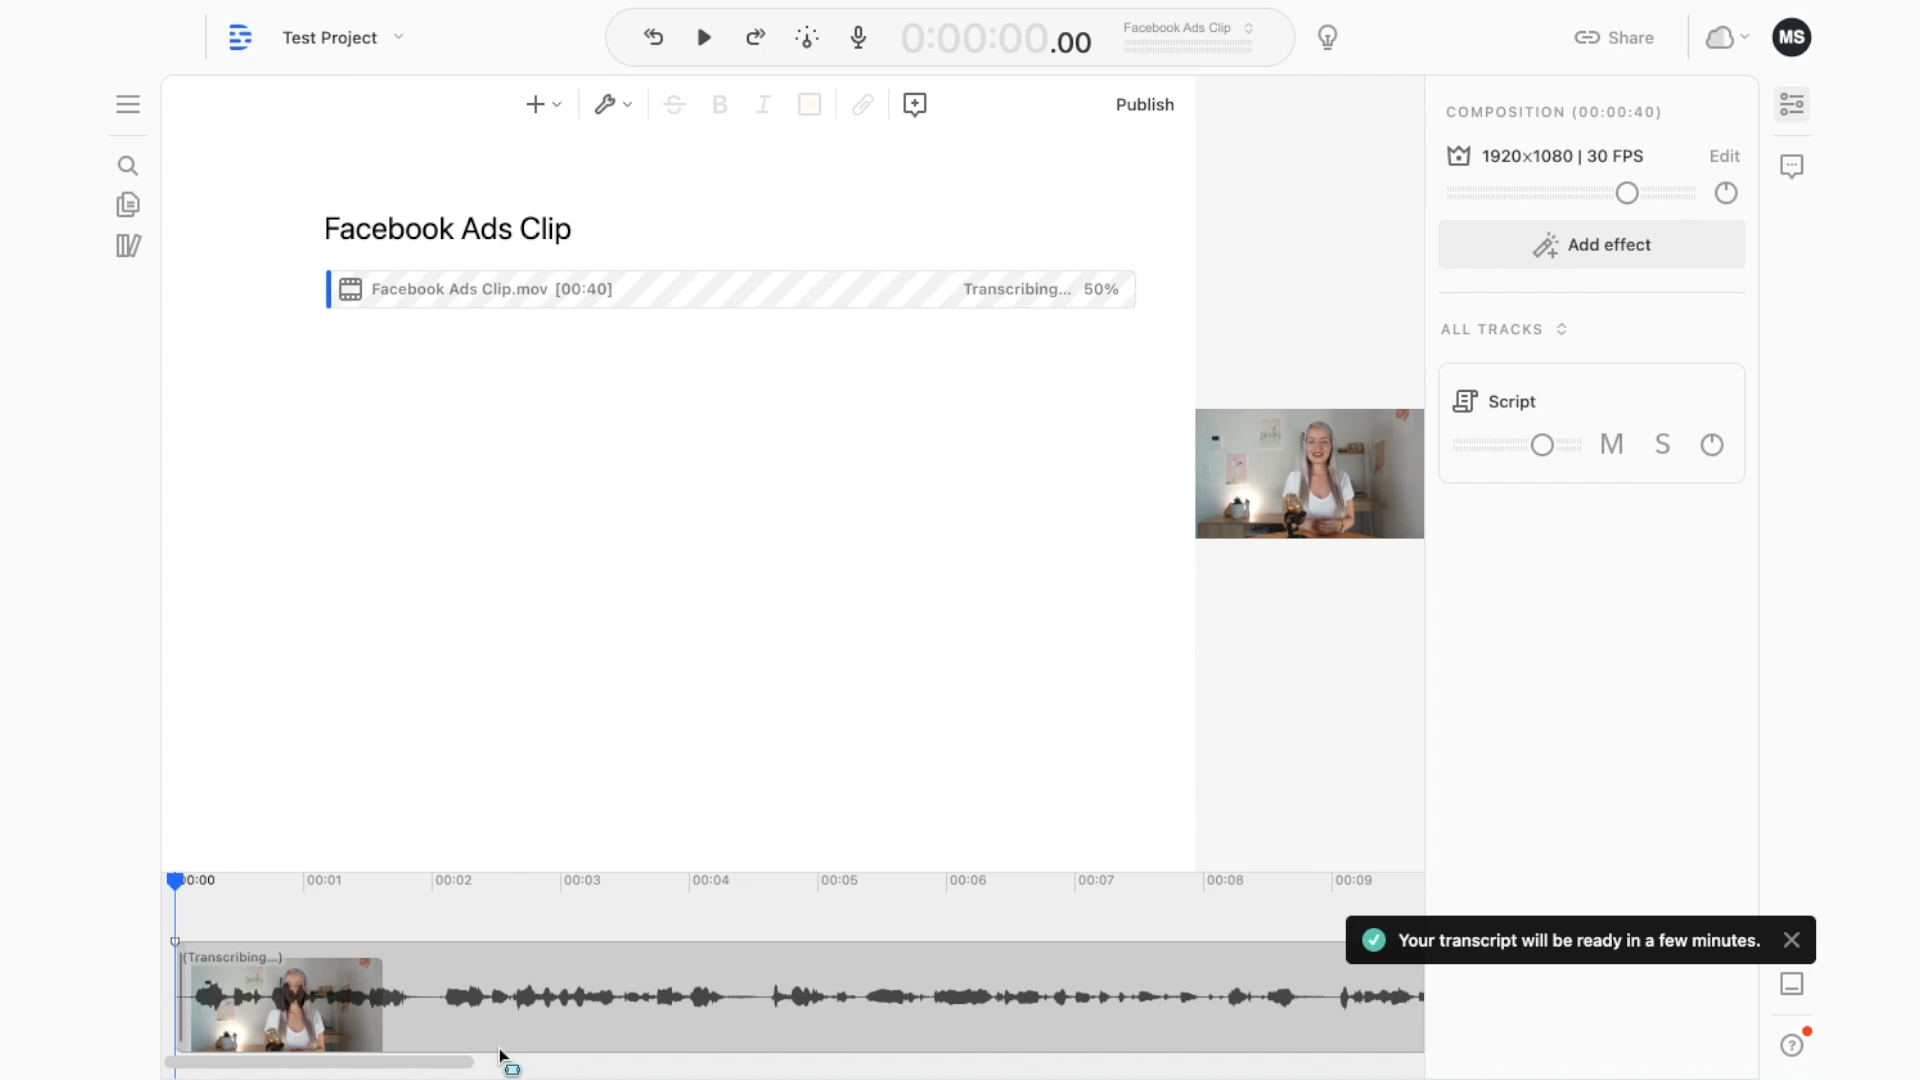 Test Project
0:00:00.00
Facebook Ads Clip
Share
MS
B
I
Publish
COMPOSITION (00:00:40)
1920×1080 | 30 FPS
Edit
Add effect
Facebook Ads Clip
Facebook Ads Clip.mov [00:40]
Transcribing... 50%
ALL TRACKS
Script
M
S
00:00
00:01
00:02
00:03
00:04
00:05
00:06
00:07
00:08
00:09
Your transcript will be ready in a few minutes.
(Transcribing...)
?